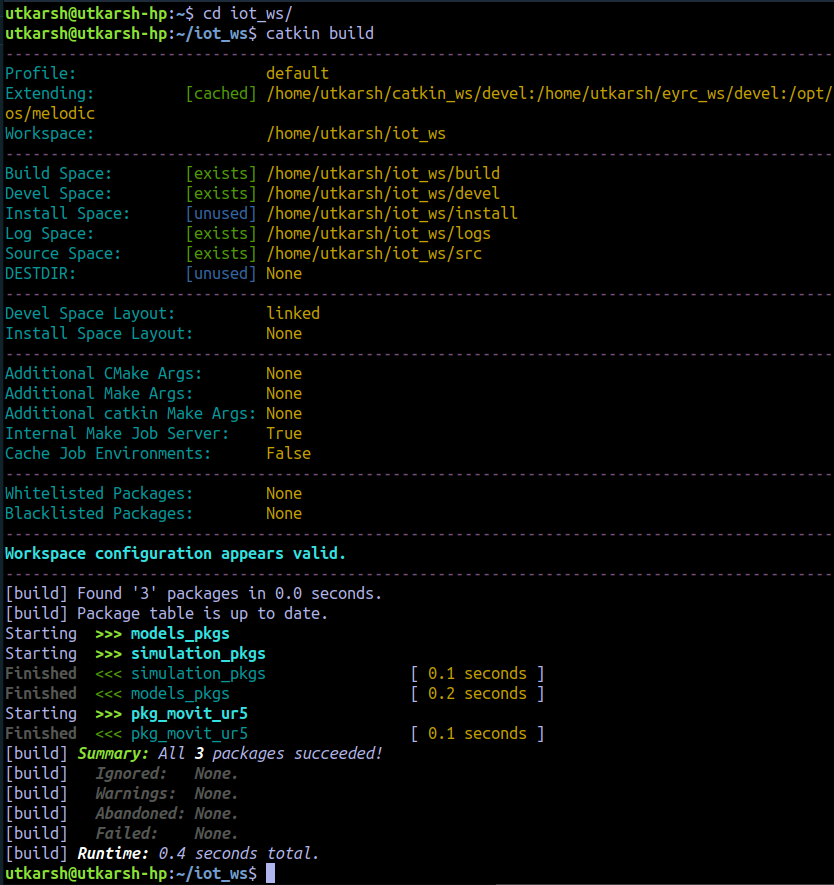 utkarsh@utkarsh-hp:~$ cd iot_ws/
utkarsh@utkarsh-hp:~/iot_ws$ catkin build
--------------------------------------------------------------------------------------------
Profile:                     default
Extending:          [cached] /home/utkarsh/catkin_ws/devel:/home/utkarsh/eyrc_ws/devel:/opt/
os/melodic
Workspace:                   /home/utkarsh/iot_ws
--------------------------------------------------------------------------------------------
Build Space:        [exists] /home/utkarsh/iot_ws/build
Devel Space:        [exists] /home/utkarsh/iot_ws/devel
Install Space:      [unused] /home/utkarsh/iot_ws/install
Log Space:          [exists] /home/utkarsh/iot_ws/logs
Source Space:       [exists] /home/utkarsh/iot_ws/src
DESTDIR:            [unused] None
--------------------------------------------------------------------------------------------
Devel Space Layout:          linked
Install Space Layout:        None
--------------------------------------------------------------------------------------------
Additional CMake Args:       None
Additional Make Args:        None
Additional catkin Make Args: None
Internal Make Job Server:    True
Cache Job Environments:      False
--------------------------------------------------------------------------------------------
Whitelisted Packages:        None
Blacklisted Packages:        None
--------------------------------------------------------------------------------------------
Workspace configuration appears valid.
--------------------------------------------------------------------------------------------
[build] Found '3' packages in 0.0 seconds.
[build] Package table is up to date.
Starting  >>> models_pkgs
Starting  >>> simulation_pkgs
Finished  <<< simulation_pkgs                [ 0.1 seconds ]
Finished  <<< models_pkgs                    [ 0.2 seconds ]
Starting  >>> pkg_movit_ur5
Finished  <<< pkg_movit_ur5                  [ 0.1 seconds ]
[build] Summary: All 3 packages succeeded!
[build]   Ignored:   None.
[build]   Warnings:  None.
[build]   Abandoned: None.
[build]   Failed:    None.
[build] Runtime: 0.4 seconds total.
utkarsh@utkarsh-hp:~/iot_ws$